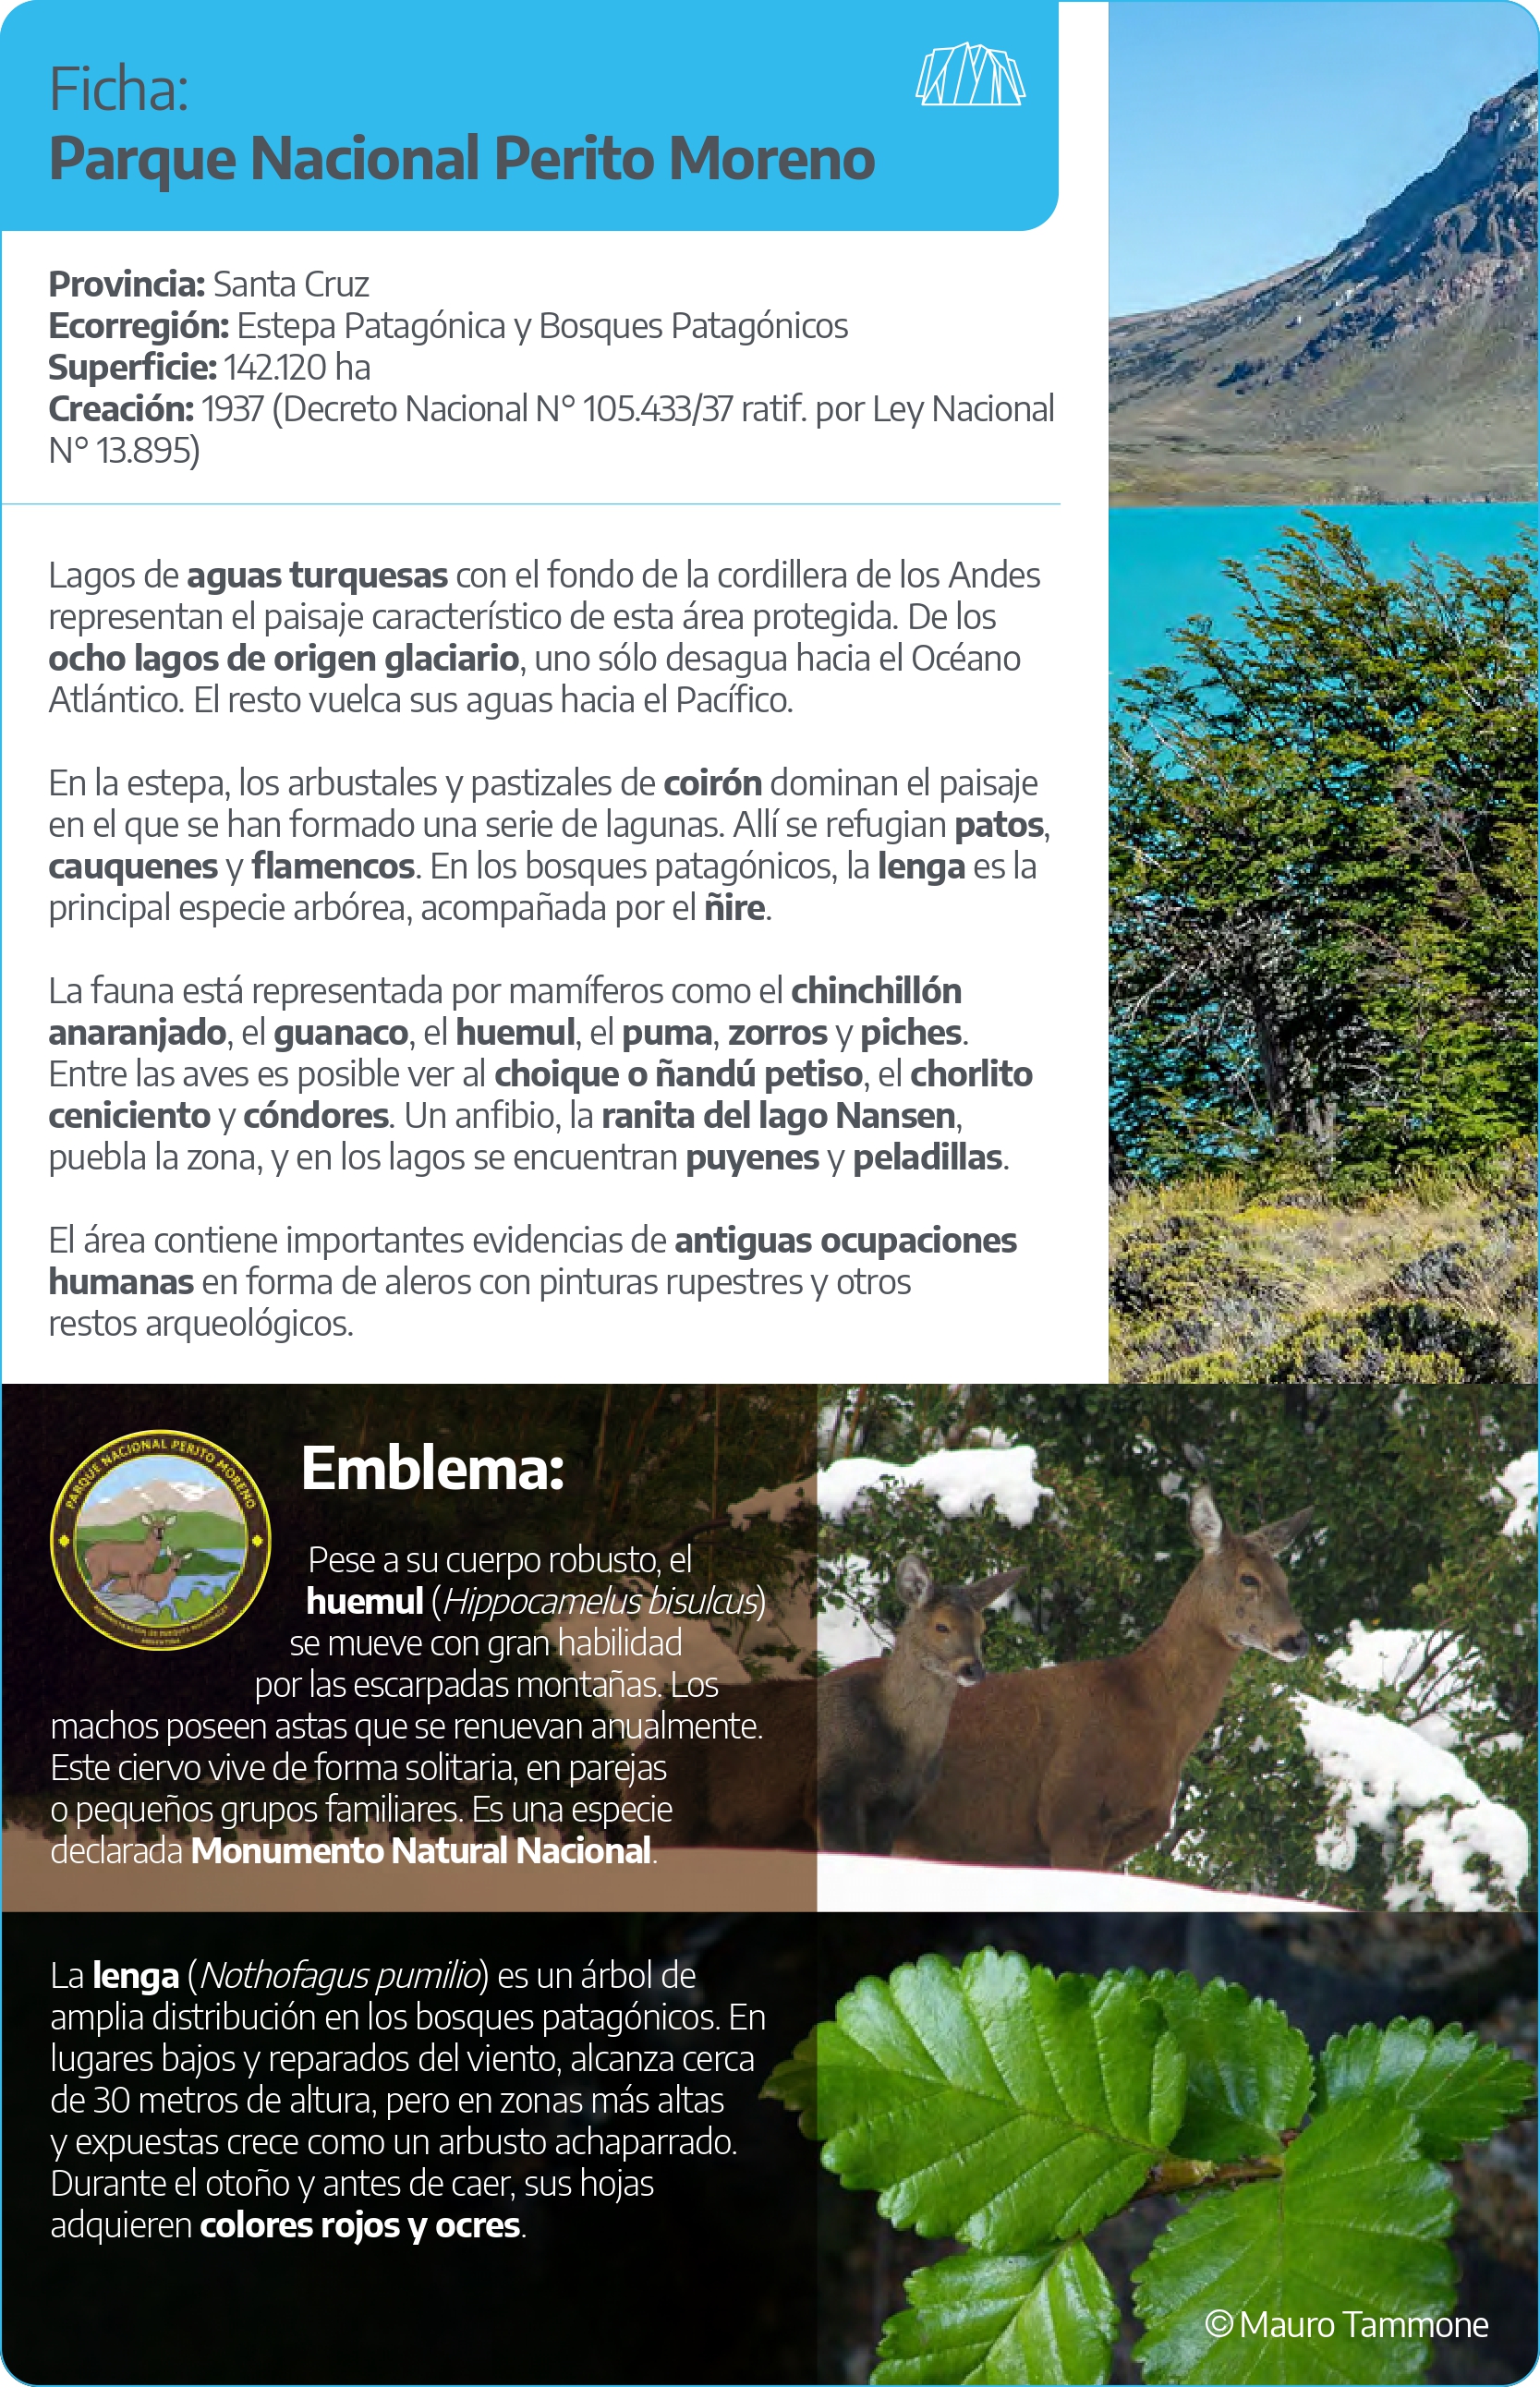 Ficha:
Parque Nacional Perito Moreno
Provincia: Santa Cruz
Ecorregión: Estepa Patagónica y Bosques Patagónicos
Superficie: 142.120 ha
Creación: 1937 (Decreto Nacional N° 105.433/37 ratif. por Ley Nacional
N° 13.895)
Lagos de aguas turquesas con el fondo de la cordillera de los Andes
representan el paisaje característico de esta área protegida. De los
ocho lagos de origen glaciario, uno sólo desagua hacia el Océano
Atlántico. El resto vuelca sus aguas hacia el Pacífico.
En la estepa, los arbustales y pastizales de coirón dominan el paisaje
en el que se han formado una serie de lagunas. Allí se refugian patos,
cauquenes y flamencos. En los bosques patagónicos, la lenga es la
principal especie arbórea, acompañada por el ñire.
La fauna está representada por mamíferos como el chinchillón
anaranjado, el guanaco, el huemul, el puma, zorros y piches.
Entre las aves es posible ver al choique o ñandú petiso, el chorlito
ceniciento y cóndores. Un anfibio, la ranita del lago Nansen,
puebla la zona, y en los lagos se encuentran puyenes y peladillas.
El área contiene importantes evidencias de antiguas ocupaciones
humanas en forma de aleros con pinturas rupestres y otros
restos arqueológicos.
PARQUE NACIONAL PERITO MORENO
ADMINISTRACIÓN DE PARQUES NACIONALES
ARGENTINA
Emblema:
Pese a su cuerpo robusto, el
huemul (Hippocamelus bisulcus)
se mueve con gran habilidad
por las escarpadas montañas. Los
machos poseen astas que se renuevan anualmente.
Este ciervo vive de forma solitaria, en parejas
o pequeños grupos familiares. Es una especie
declarada Monumento Natural Nacional.
La lenga (Nothofagus pumilio) es un árbol de
amplia distribución en los bosques patagónicos. En
lugares bajos y reparados del viento, alcanza cerca
de 30 metros de altura, pero en zonas más altas
y expuestas crece como un arbusto achaparrado.
Durante el otoño y antes de caer, sus hojas
adquieren colores rojos y ocres.
© Mauro Tammone